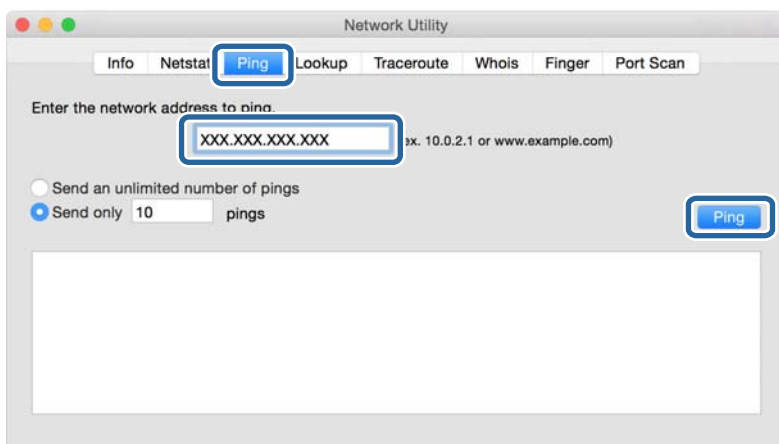 Network Utility
Info Netstat Ping Lookup Traceroute Whois Finger Port Scan
Enter the network address to ping.
XXX.XXX.XXX.XXX ex. 10.0.2.1 or www.example.com)
Send an unlimited number of pings
Send only 10 pings
Ping